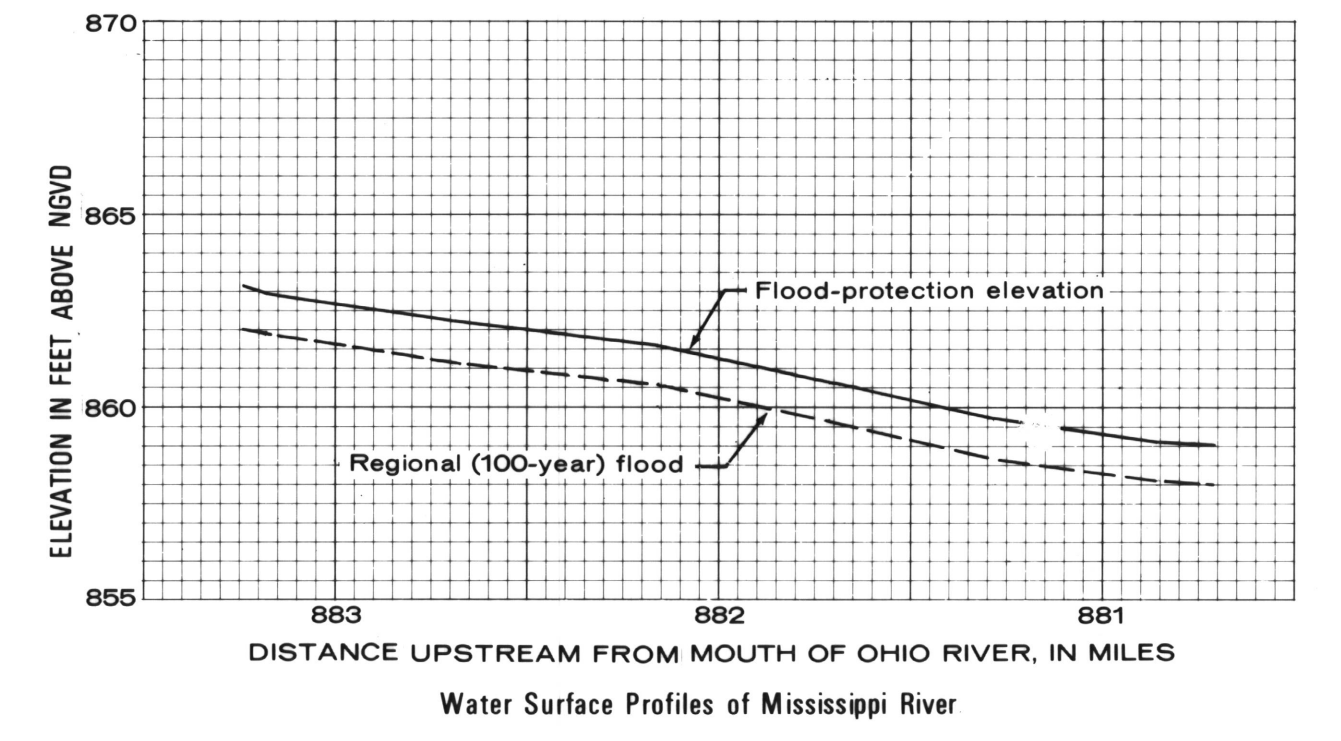 870
865
860
855
ELEVATION IN FEET ABOVE NGVD
Flood-protection elevation
Regional (100-year) flood
883 882 881
DISTANCE UPSTREAM FROM MOUTH OF OHIO RIVER, IN MILES
Water Surface Profiles of Mississippi River